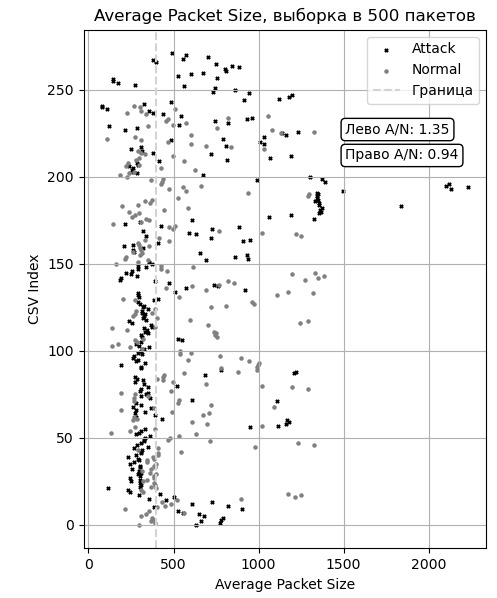 Average Packet Size, выборка в 500 пакетов
Attack
Normal
Граница
Лево A/N: 1.35
Право A/N: 0.94
CSV Index
250
200
150
100
50
0
0 500 1000 1500 2000
Average Packet Size